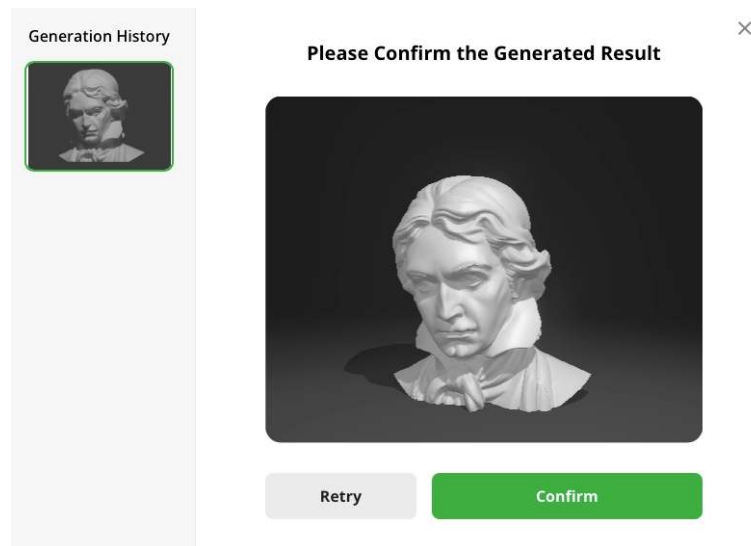 Generation History
Please Confirm the Generated Result
Retry
Confirm